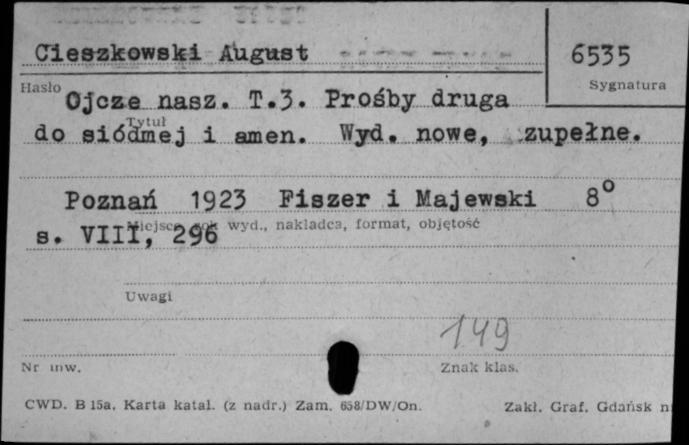 Cieszkowski August
6535
Hasło
Sygnatura
Ojcze nasz. T.3. Prośby druga
Tytuł
do siódmej i amen. Wyd. nowe, zupełne.
Poznań 1923 Fiszer i Majewski 8°
Miejsce, rok wyd., nakładca, format, objętość
s. VIII, 296
Uwagi
149
Nr inw.
Znak klas.
CWD. B 15a. Karta katal. (z nadr.) Zam. 658/DW/On.
Zakł. Graf. Gdańsk